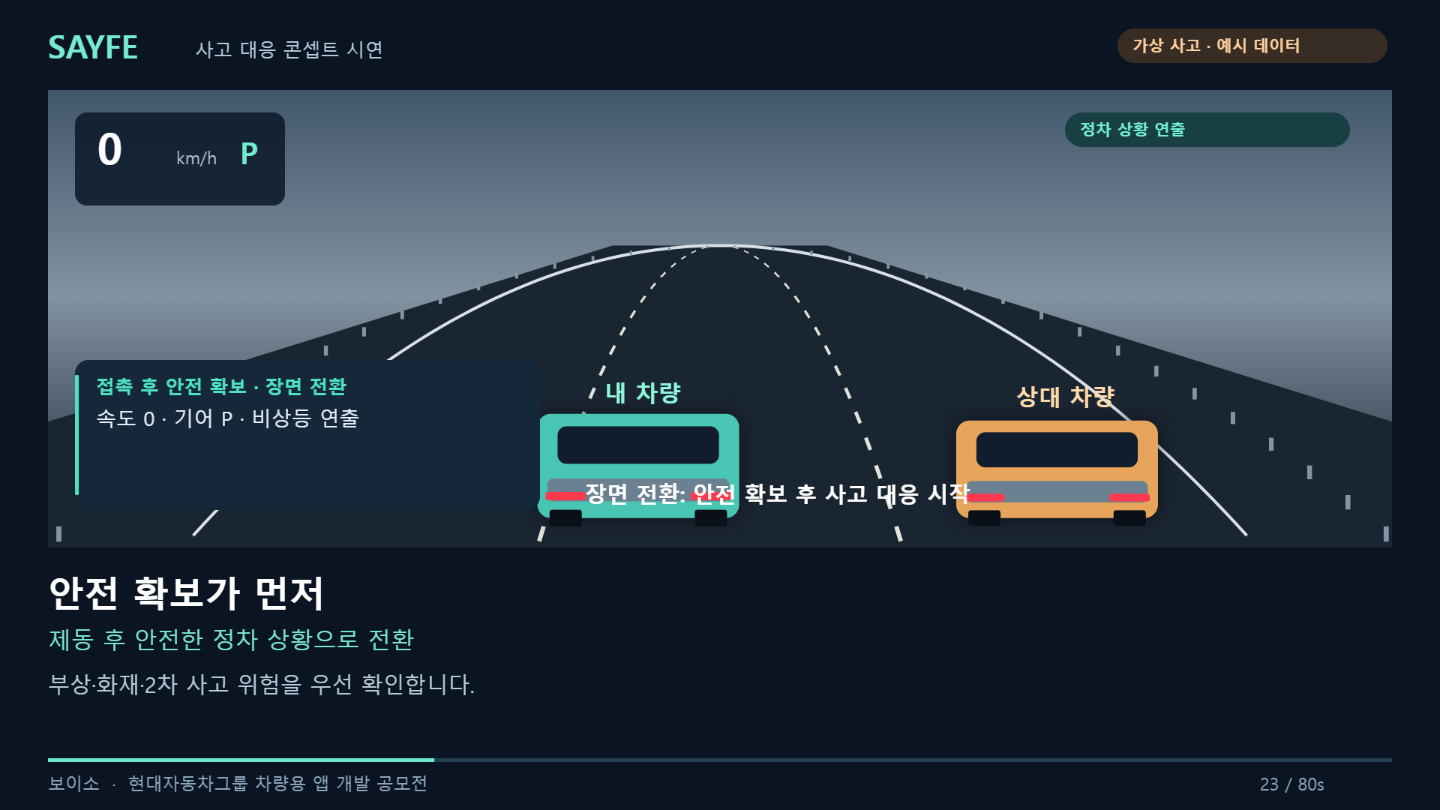 SAYFE 사고 대응 콘셉트 시연
가상 사고 · 예시 데이터
0 km/h P
정차 상황 연출
접촉 후 안전 확보 · 장면 전환
속도 0 · 기어 P · 비상등 연출
내 차량
상대 차량
장면 전환: 안전 확보 후 사고 대응 시작
안전 확보가 먼저
제동 후 안전한 정차 상황으로 전환
부상·화재·2차 사고 위험을 우선 확인합니다.
보이소 · 현대자동차그룹 차량용 앱 개발 공모전
23 / 80s